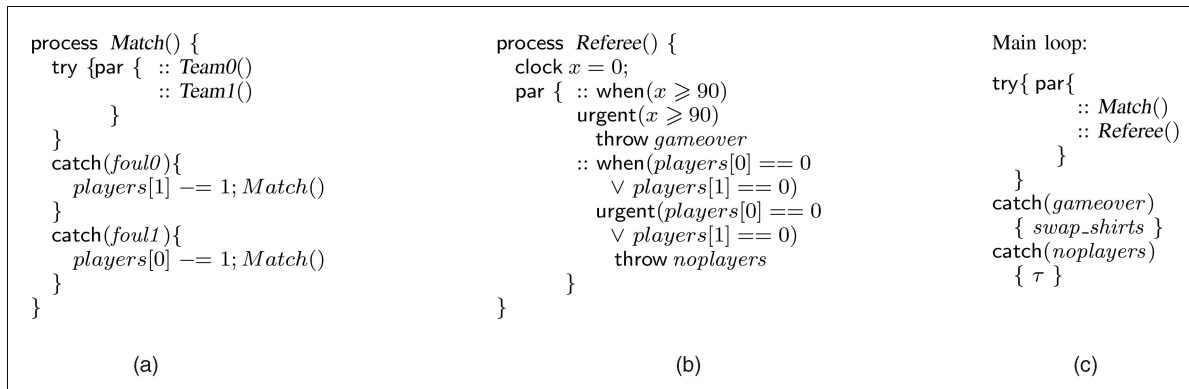 process Match() {
try {par { :: Team0()
:: Team1()
}
}
catch(foul0){
players[1] −= 1; Match()
}
catch(foul1){
players[0] −= 1; Match()
}
}
(a)
process Referee() {
clock x = 0;
par { :: when(x ⩾ 90)
urgent(x ⩾ 90)
throw gameover
:: when(players[0] == 0
∨ players[1] == 0)
urgent(players[0] == 0
∨ players[1] == 0)
throw noplayers
}
}
(b)
Main loop:
try{ par{
:: Match()
:: Referee()
}
}
catch(gameover)
{ swap_shirts }
catch(noplayers)
{ τ }
(c)